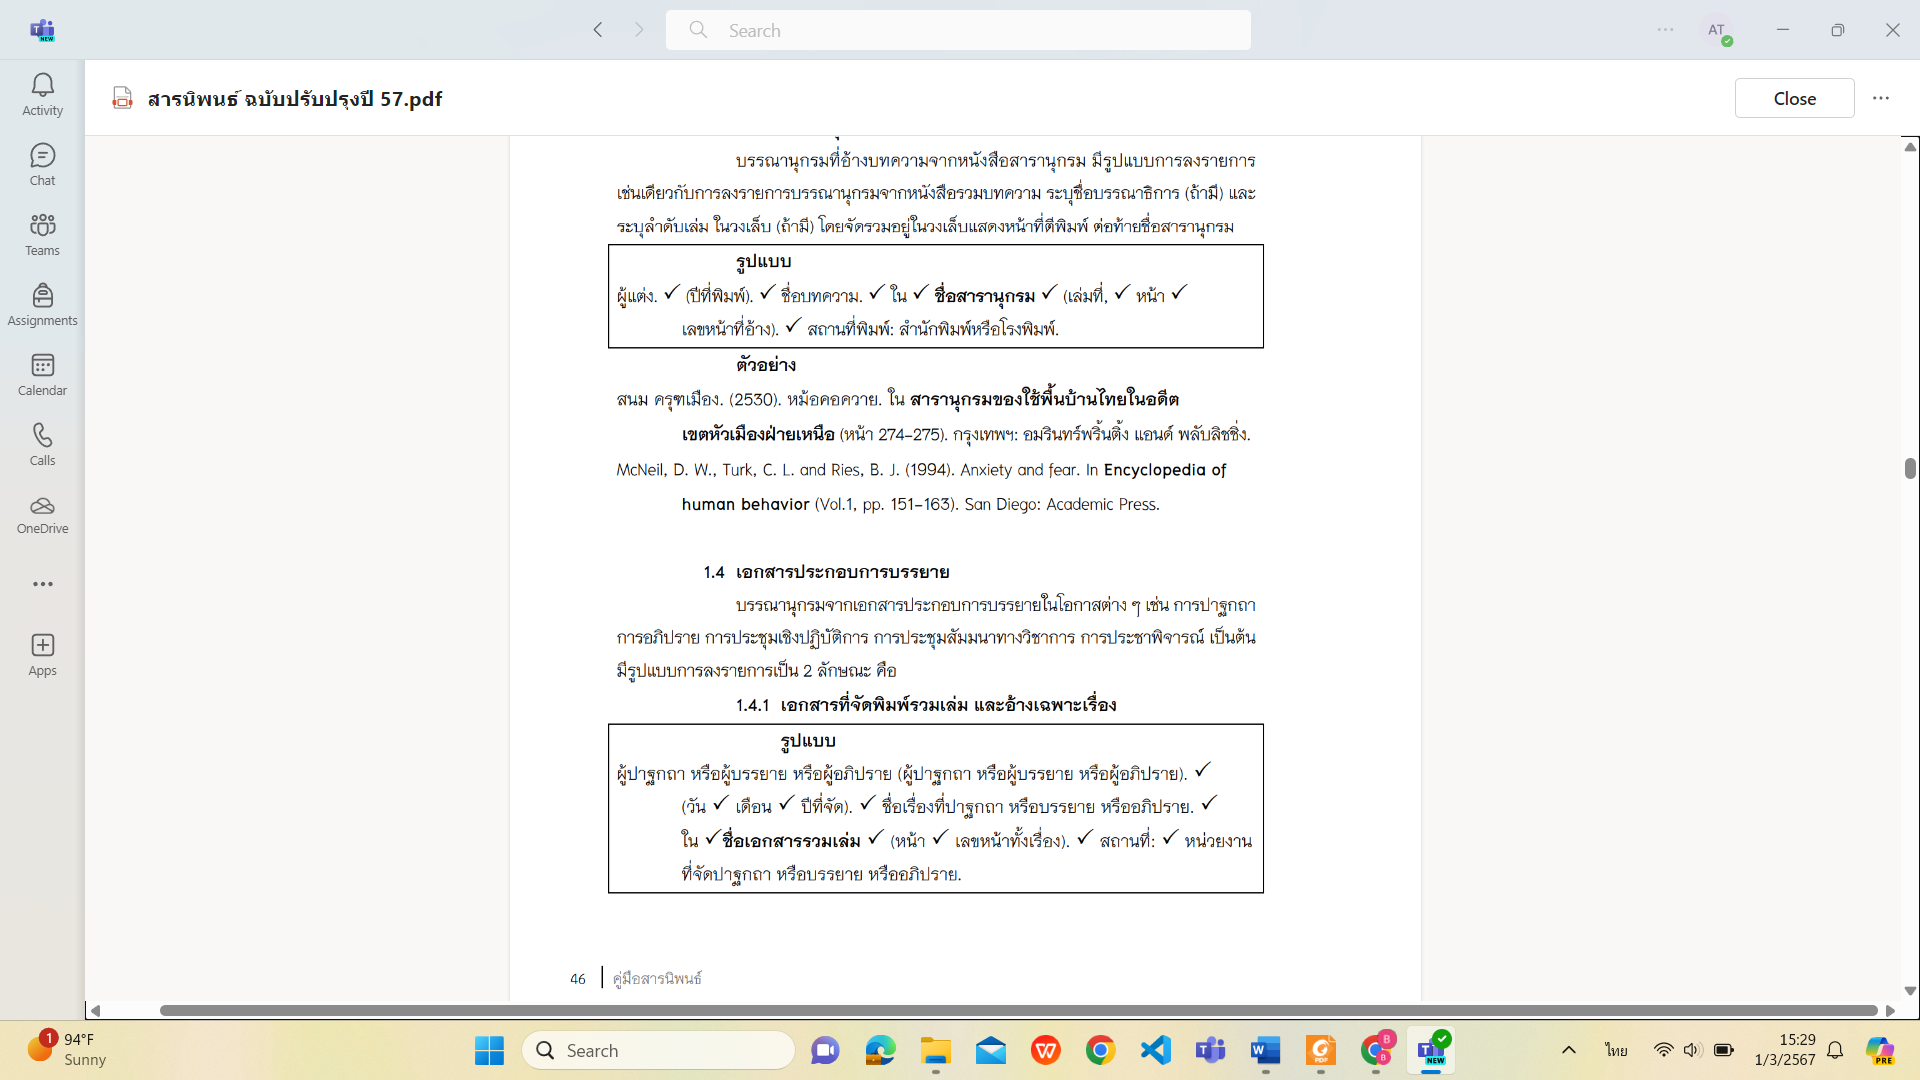 Search
AT
Activity
Chat
Teams
Assignments
Calendar
Calls
OneDrive
Apps
สารนิพนธ์ ฉบับปรับปรุงปี 57.pdf
Close
บรรณานุกรมที่อ้างบทความจากหนังสือสารานุกรม มีรูปแบบการลงรายการ
เช่นเดียวกับการลงรายการบรรณานุกรมจากหนังสือรวมบทความ ระบุชื่อบรรณาธิการ (ถ้ามี) และ
ระบุลำดับเล่ม ในวงเล็บ (ถ้ามี) โดยจัดรวมอยู่ในวงเล็บแสดงหน้าที่ตีพิมพ์ ต่อท้ายชื่อสารานุกรม
รูปแบบ
ผู้แต่ง. ✓ (ปีที่พิมพ์). ✓ ชื่อบทความ. ✓ ใน ✓ ชื่อสารานุกรม ✓ (เล่มที่, ✓ หน้า ✓
เลขหน้าที่อ้าง). ✓ สถานที่พิมพ์: สำนักพิมพ์หรือโรงพิมพ์.
ตัวอย่าง
สนม ครุฑเมือง. (2530). หม้อคอควาย. ใน สารานุกรมของใช้พื้นบ้านไทยในอดีต
เขตหัวเมืองฝ่ายเหนือ (หน้า 274-275). กรุงเทพฯ: อมรินทร์พริ้นติ้ง แอนด์ พลับลิชชิ่ง.
McNeil, D. W., Turk, C. L. and Ries, B. J. (1994). Anxiety and fear. In Encyclopedia of
human behavior (Vol.1, pp. 151-163). San Diego: Academic Press.
1.4 เอกสารประกอบการบรรยาย
บรรณานุกรมจากเอกสารประกอบการบรรยายในโอกาสต่าง ๆ เช่น การปาฐกถา
การอภิปราย การประชุมเชิงปฏิบัติการ การประชุมสัมมนาทางวิชาการ การประชาพิจารณ์ เป็นต้น
มีรูปแบบการลงรายการเป็น 2 ลักษณะ คือ
1.4.1 เอกสารที่จัดพิมพ์รวมเล่ม และอ้างเฉพาะเรื่อง
รูปแบบ
ผู้ปาฐกถา หรือผู้บรรยาย หรือผู้อภิปราย (ผู้ปาฐกถา หรือผู้บรรยาย หรือผู้อภิปราย). ✓
(วัน ✓ เดือน ✓ ปีที่จัด). ✓ ชื่อเรื่องที่ปาฐกถา หรือบรรยาย หรืออภิปราย. ✓
ใน ✓ชื่อเอกสารรวมเล่ม ✓ (หน้า ✓ เลขหน้าทั้งเรื่อง). ✓ สถานที่: ✓ หน่วยงาน
ที่จัดปาฐกถา หรือบรรยาย หรืออภิปราย.
46 คู่มือสารนิพนธ์
1
94°F
Sunny
Search
ไทย
15:29
1/3/2567